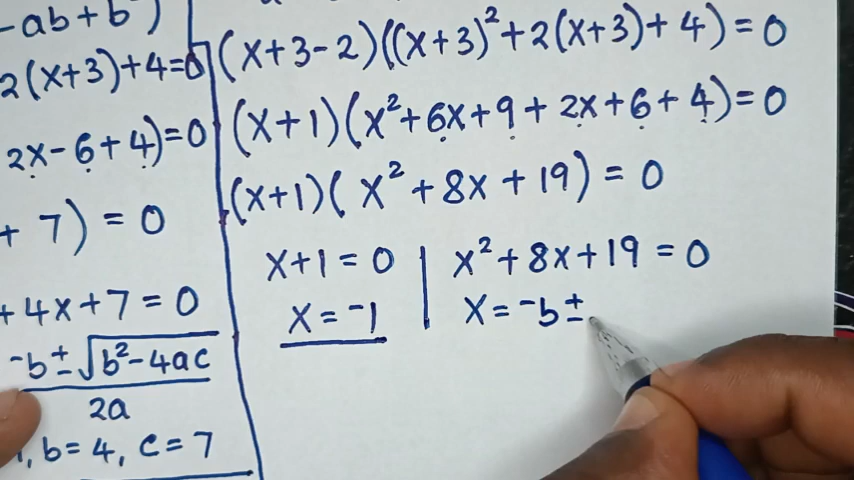 -ab+b²)
2(x+3)+4=0
2x-6+4)=0
+ 7) = 0
+4x+7=0
-b±√b²-4ac
2a
, b=4, c=7
(x+3-2)((x+3)²+2(x+3)+4)=0
(x+1)(x²+6x+9+2x+6+4)=0
(x+1)(x²+8x+19)=0
x+1=0 | x²+8x+19=0
x=-1 | x=-b±